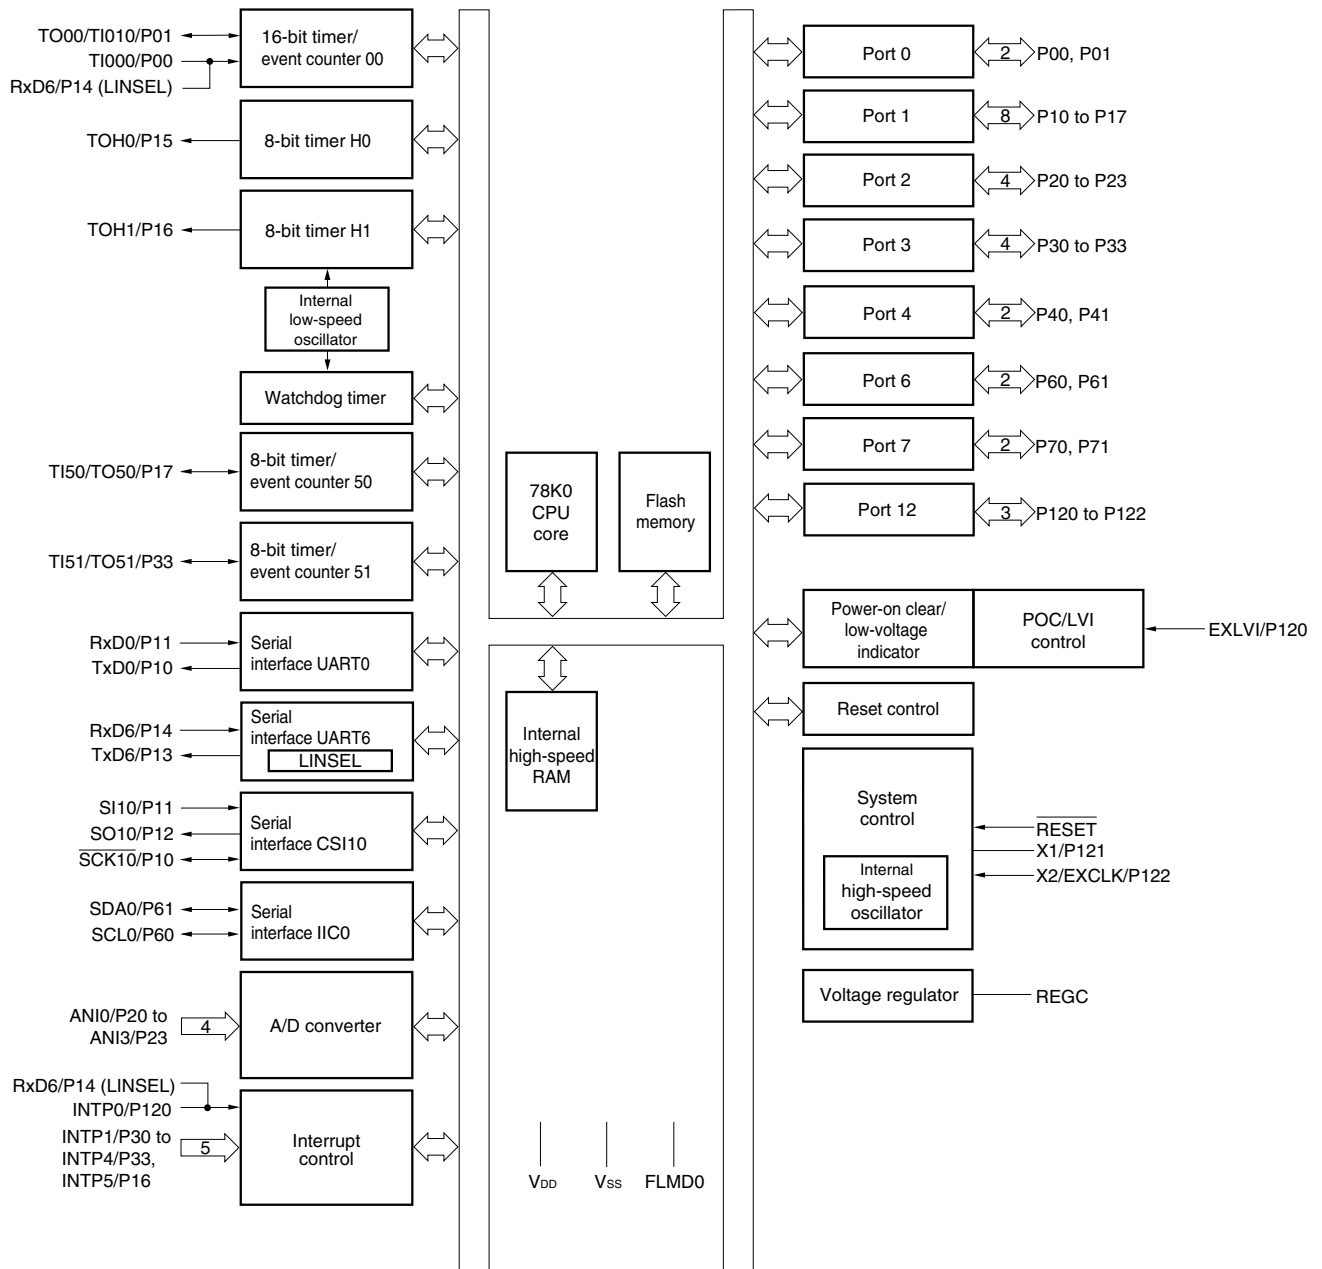 TO00/TI010/P01
TI000/P00
RxD6/P14 (LINSEL)
16-bit timer/
event counter 00
TOH0/P15
8-bit timer H0
TOH1/P16
8-bit timer H1
Internal
low-speed
oscillator
Watchdog timer
TI50/TO50/P17
8-bit timer/
event counter 50
TI51/TO51/P33
8-bit timer/
event counter 51
RxD0/P11
TxD0/P10
Serial
interface UART0
RxD6/P14
TxD6/P13
Serial
interface UART6
LINSEL
SI10/P11
SO10/P12
SCK10/P10
Serial
interface CSI10
SDA0/P61
SCL0/P60
Serial
interface IIC0
ANI0/P20 to
ANI3/P23
4
A/D converter
RxD6/P14 (LINSEL)
INTP0/P120
INTP1/P30 to
INTP4/P33,
INTP5/P16
5
Interrupt
control
78K0
CPU
core
Flash
memory
Internal
high-speed
RAM
VDD
VSS
FLMD0
Port 0
2
P00, P01
Port 1
8
P10 to P17
Port 2
4
P20 to P23
Port 3
4
P30 to P33
Port 4
2
P40, P41
Port 6
2
P60, P61
Port 7
2
P70, P71
Port 12
3
P120 to P122
Power-on clear/
low-voltage
indicator
POC/LVI
control
EXLVI/P120
Reset control
System
control
Internal
high-speed
oscillator
RESET
X1/P121
X2/EXCLK/P122
Voltage regulator
REGC